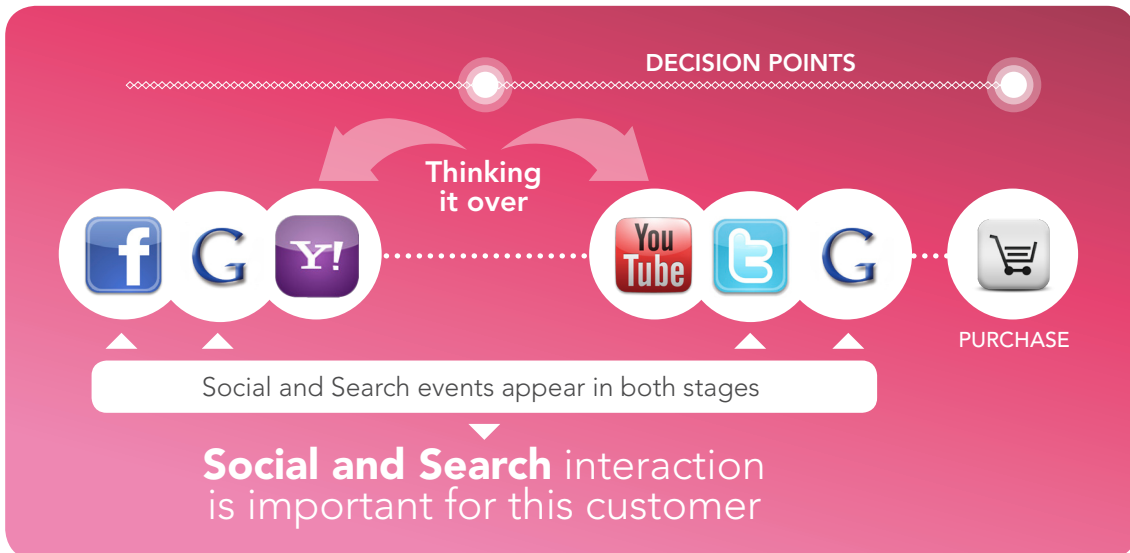 DECISION POINTS
Thinking
it over
f
G
Y!
You
Tube
t
G
PURCHASE
Social and Search events appear in both stages
Social and Search interaction
is important for this customer